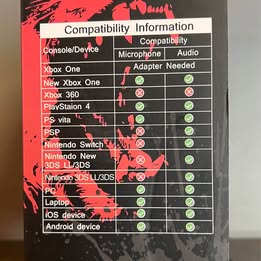 Compatibility Information
Console/Device
Compatibility
Microphone Audio
Xbox One Adapter Needed
New Xbox One
Xbox 360
PlayStaion 4
PS vita
PSP
Nintendo Switch
Nintendo New
3DS LL/3DS
Nintendo 3DS LL/3DS
PC
Laptop
iOS device
Android device